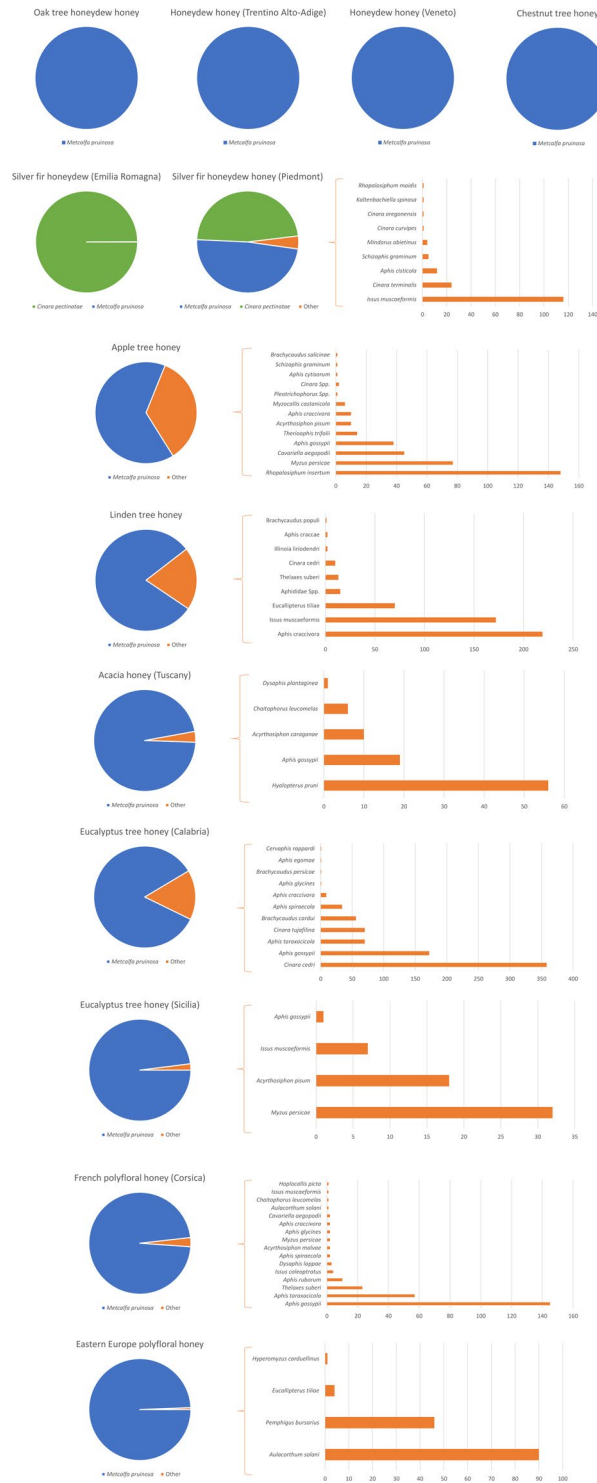 Oak tree honeydew honey
Honeydew honey (Trentino Alto-Adige)
Honeydew honey (Veneto)
Chestnut tree honey
Metcalfa pruinosa
Metcalfa pruinosa
Metcalfa pruinosa
Metcalfa pruinosa
Silver fir honeydew (Emilia Romagna)
Cinara pectinatae Metcalfa pruinosa
Silver fir honeydew honey (Piedmont)
Metcalfa pruinosa Cinara pectinatae Other
Rhopalosiphum maidis
Kaltenbachiella spinosa
Cinara oregonensis
Cinara curvipes
Mindarus abietinus
Schizaphis graminum
Aphis cisticola
Cinara terminalis
Issus muscaeformis
0 20 40 60 80 100 120 140
Apple tree honey
Metcalfa pruinosa Other
Brachycaudus salicinae
Schizaphis graminum
Aphis cytisorum
Cinara Spp.
Pleotrichophorus Spp.
Myzocallis castanicola
Aphis craccivora
Acyrthosiphon pisum
Therioaphis trifolii
Aphis gossypii
Cavariella aegopodii
Myzus persicae
Rhopalosiphum insertum
0 20 40 60 80 100 120 140 160
Linden tree honey
Metcalfa pruinosa Other
Brachycaudus populi
Aphis craccae
Illinoia liriodendri
Cinara cedri
Thelaxes suberi
Aphididae Spp.
Eucallipterus tiliae
Issus muscaeformis
Aphis craccivora
0 50 100 150 200 250
Acacia honey (Tuscany)
Metcalfa pruinosa Other
Dysaphis plantaginea
Chaitophorus leucomelas
Acyrthosiphon caraganae
Aphis gossypii
Hyalopterus pruni
0 10 20 30 40 50 60
Eucalyptus tree honey (Calabria)
Metcalfa pruinosa Other
Cervaphis rappardi
Aphis egomae
Brachycaudus persicae
Aphis glycines
Aphis craccivora
Aphis spiraecola
Brachycaudus cardui
Cinara tujafilina
Aphis taraxacicola
Aphis gossypii
Cinara cedri
0 50 100 150 200 250 300 350 400
Eucalyptus tree honey (Sicilia)
Metcalfa pruinosa Other
Aphis gossypii
Issus muscaeformis
Acyrthosiphon pisum
Myzus persicae
0 5 10 15 20 25 30 35
French polyfloral honey (Corsica)
Metcalfa pruinosa Other
Hoplocallis picta
Issus muscaeformis
Chaitophorus leucomelas
Aulacorthum solani
Cavariella aegopodii
Aphis craccivora
Aphis glycines
Myzus persicae
Acyrthosiphon malvae
Aphis spiraecola
Dysaphis lappae
Issus coleoptratus
Aphis ruborum
Thelaxes suberi
Aphis taraxacicola
Aphis gossypii
0 20 40 60 80 100 120 140 160
Eastern Europe polyfloral honey
Metcalfa pruinosa Other
Hyperomyzus carduellinus
Eucallipterus tiliae
Pemphigus bursarius
Aulacorthum solani
0 10 20 30 40 50 60 70 80 90 100